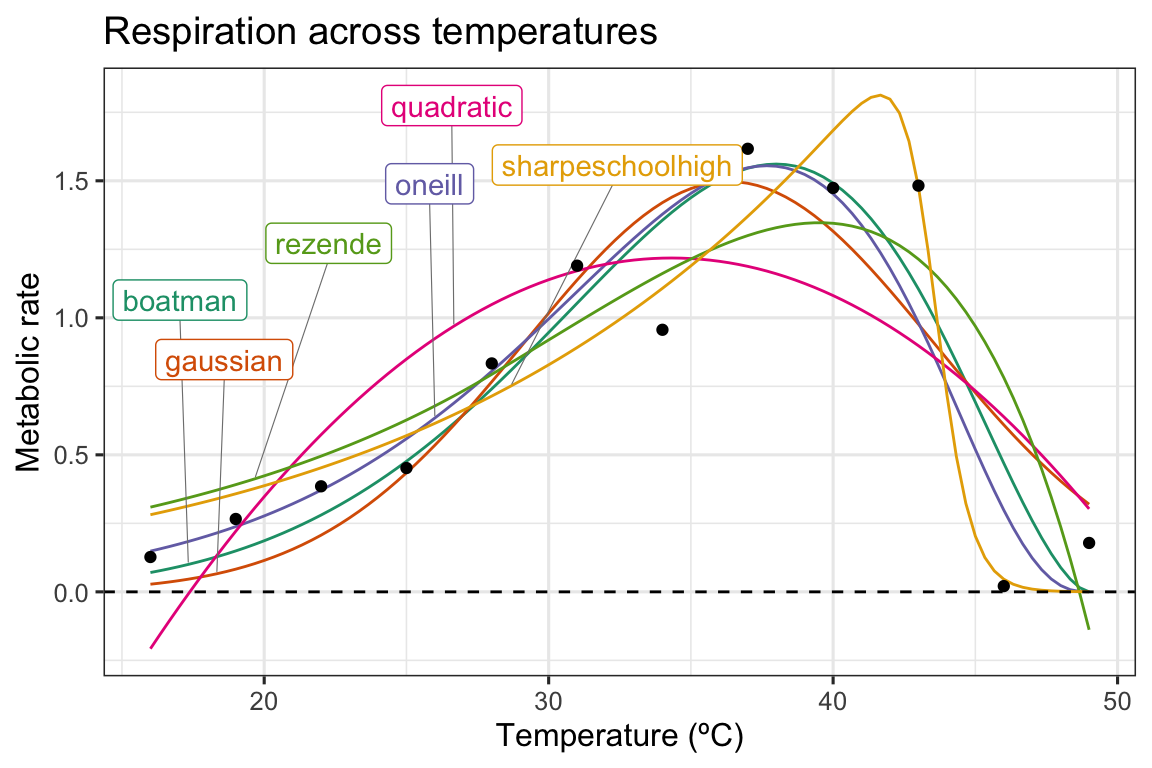 Respiration across temperatures
quadratic
sharpeschoolhigh
oneill
rezende
boatman
gaussian
Metabolic rate
1.5
1.0
0.5
0.0
20
30
40
50
Temperature (ºC)